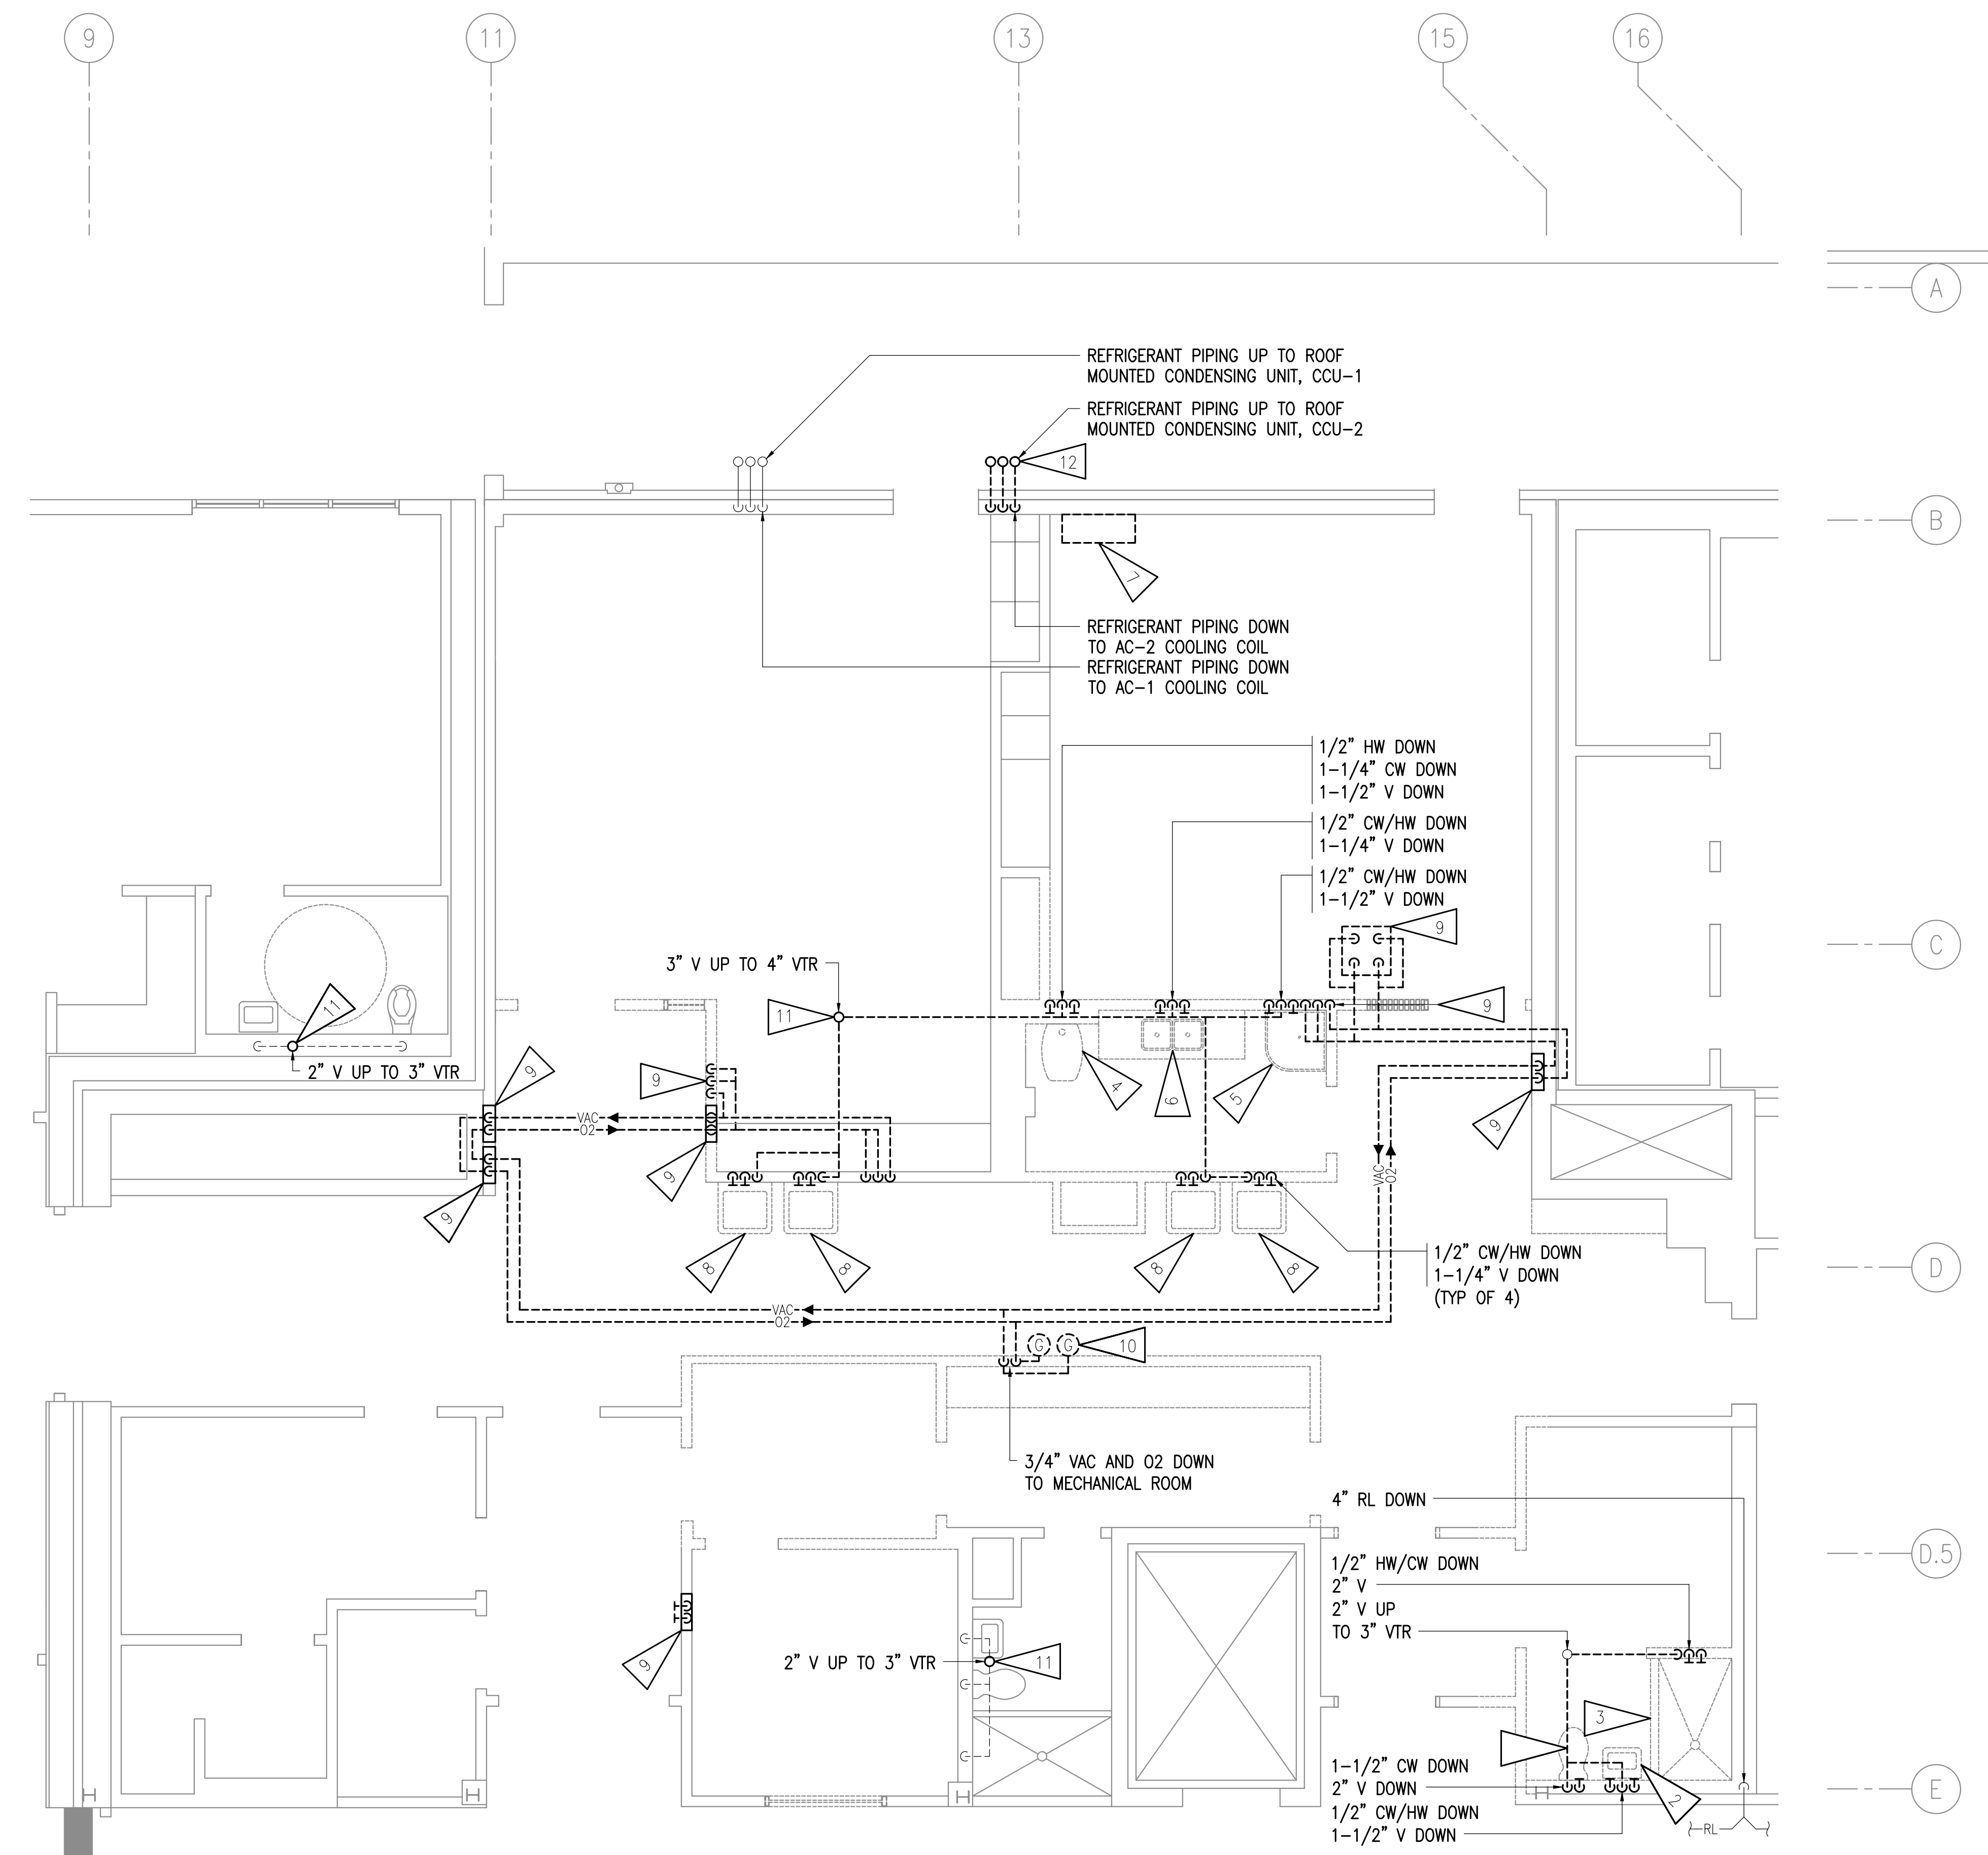 9
11
13
15
16
A
REFRIGERANT PIPING UP TO ROOF
MOUNTED CONDENSING UNIT, CCU-1
REFRIGERANT PIPING UP TO ROOF
MOUNTED CONDENSING UNIT, CCU-2
12
B
7
REFRIGERANT PIPING DOWN
TO AC-2 COOLING COIL
REFRIGERANT PIPING DOWN
TO AC-1 COOLING COIL
1/2" HW DOWN
1-1/4" CW DOWN
1-1/2" V DOWN
1/2" CW/HW DOWN
1-1/4" V DOWN
1/2" CW/HW DOWN
1-1/2" V DOWN
9
C
3" V UP TO 4" VTR
11
11
9
2" V UP TO 3" VTR
9
9
4
6
5
9
VAC
O2
9
9
VAC
O2
8
8
8
8
1/2" CW/HW DOWN
1-1/4" V DOWN
(TYP OF 4)
D
VAC
O2
G
G
10
3/4" VAC AND O2 DOWN
TO MECHANICAL ROOM
4" RL DOWN
D.5
1/2" HW/CW DOWN
2" V
2" V UP
TO 3" VTR
9
2" V UP TO 3" VTR
11
3
1-1/2" CW DOWN
2" V DOWN
1/2" CW/HW DOWN
1-1/2" V DOWN
2
E
RL